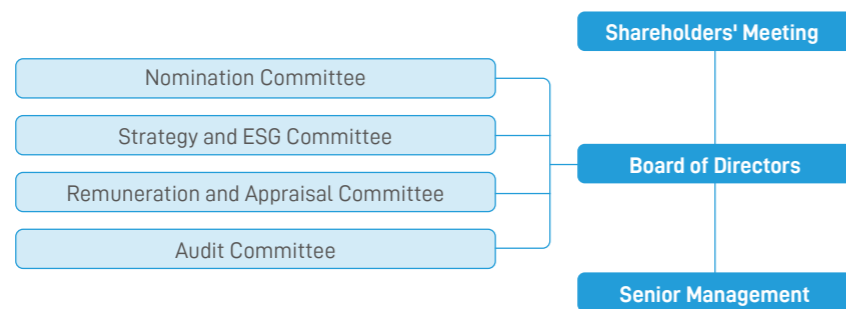 Shareholders' Meeting
Nomination Committee
Strategy and ESG Committee
Board of Directors
Remuneration and Appraisal Committee
Audit Committee
Senior Management